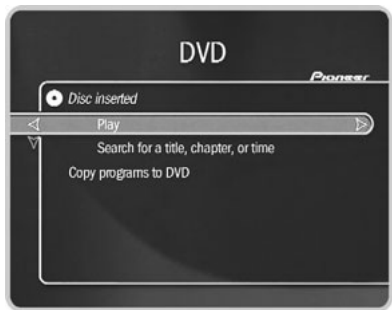 DVD
Pioneer
Disc inserted
Play
Search for a title, chapter, or time
Copy programs to DVD